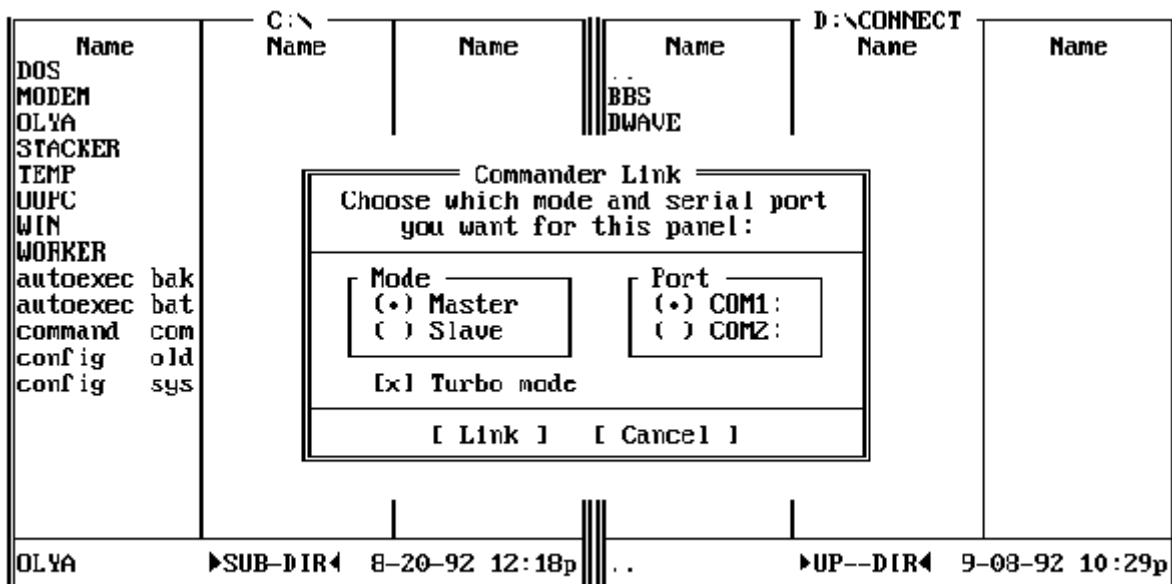 C:\ D:\CONNECT
Name Name Name Name Name Name
DOS ..
MODEM BBS
OLYA DWAVE
STACKER
TEMP Commander Link
UUPC Choose which mode and serial port
WIN you want for this panel:
WORKER
autoexec bak Mode Port
autoexec bat (•) Master (•) COM1:
command com ( ) Slave ( ) COM2:
config old
config sys [x] Turbo mode
[ Link ] [ Cancel ]
OLYA ►SUB-DIR◄ 8-20-92 12:18p .. ►UP--DIR◄ 9-08-92 10:29p